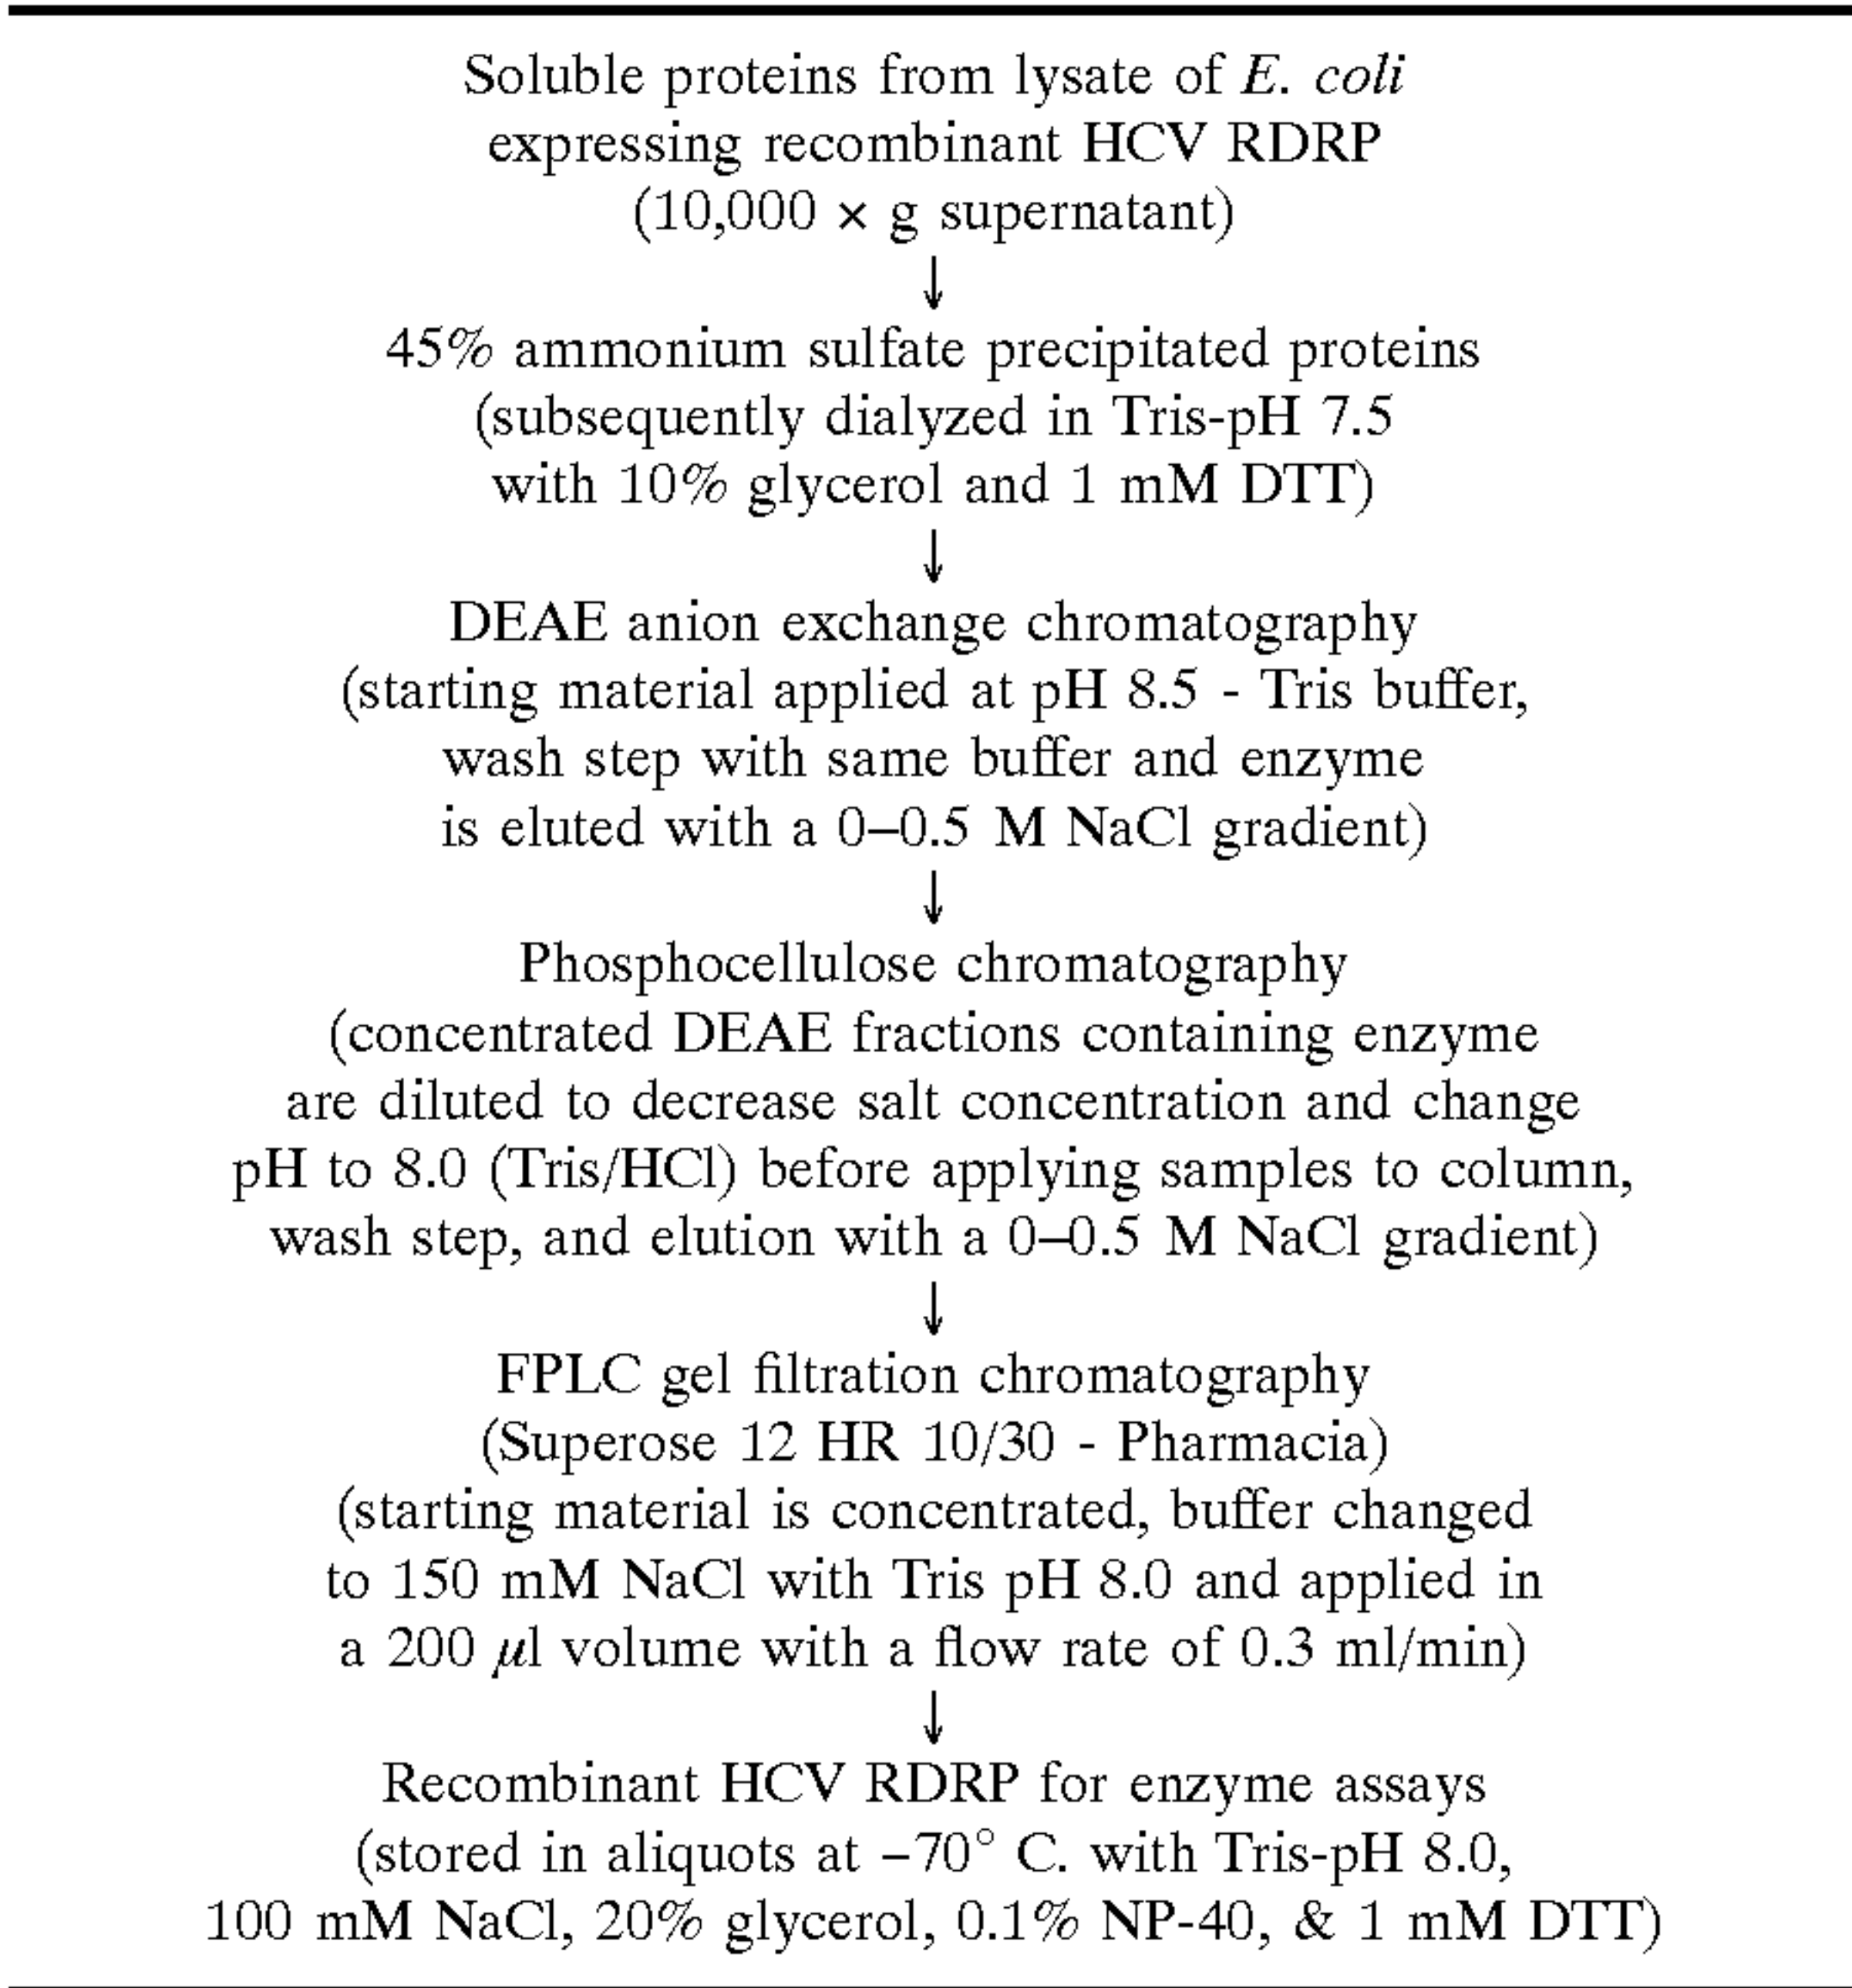 Soluble proteins from lysate of E. coli
expressing recombinant HCV RDRP
(10,000 × g supernatant)
↓
45% ammonium sulfate precipitated proteins
(subsequently dialyzed in Tris-pH 7.5
with 10% glycerol and 1 mM DTT)
↓
DEAE anion exchange chromatography
(starting material applied at pH 8.5 - Tris buffer,
wash step with same buffer and enzyme
is eluted with a 0–0.5 M NaCl gradient)
↓
Phosphocellulose chromatography
(concentrated DEAE fractions containing enzyme
are diluted to decrease salt concentration and change
pH to 8.0 (Tris/HCl) before applying samples to column,
wash step, and elution with a 0–0.5 M NaCl gradient)
↓
FPLC gel filtration chromatography
(Superose 12 HR 10/30 - Pharmacia)
(starting material is concentrated, buffer changed
to 150 mM NaCl with Tris pH 8.0 and applied in
a 200 μl volume with a flow rate of 0.3 ml/min)
↓
Recombinant HCV RDRP for enzyme assays
(stored in aliquots at −70° C. with Tris-pH 8.0,
100 mM NaCl, 20% glycerol, 0.1% NP-40, & 1 mM DTT)